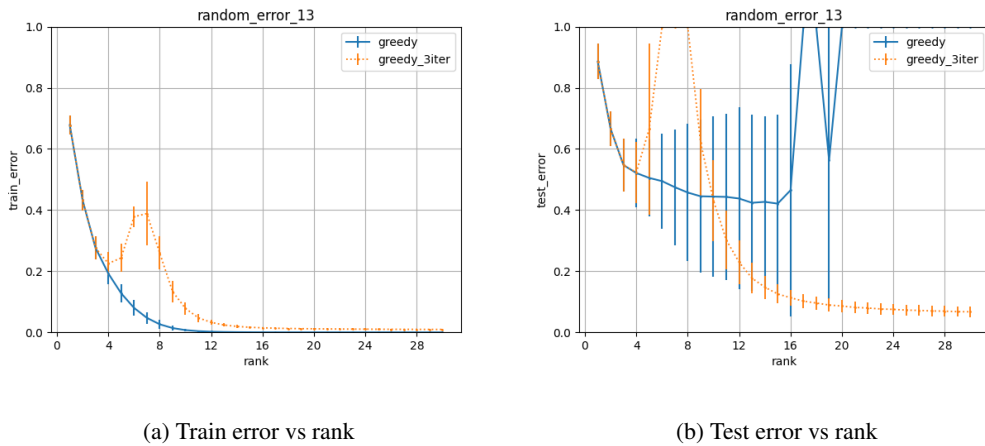 random_error_13
1.0
0.8
0.6
0.4
0.2
0.0
train_error
greedy
greedy_3iter
0 4 8 12 16 20 24 28
rank
random_error_13
1.0
0.8
0.6
0.4
0.2
0.0
test_error
greedy
greedy_3iter
0 4 8 12 16 20 24 28
rank
(a) Train error vs rank
(b) Test error vs rank